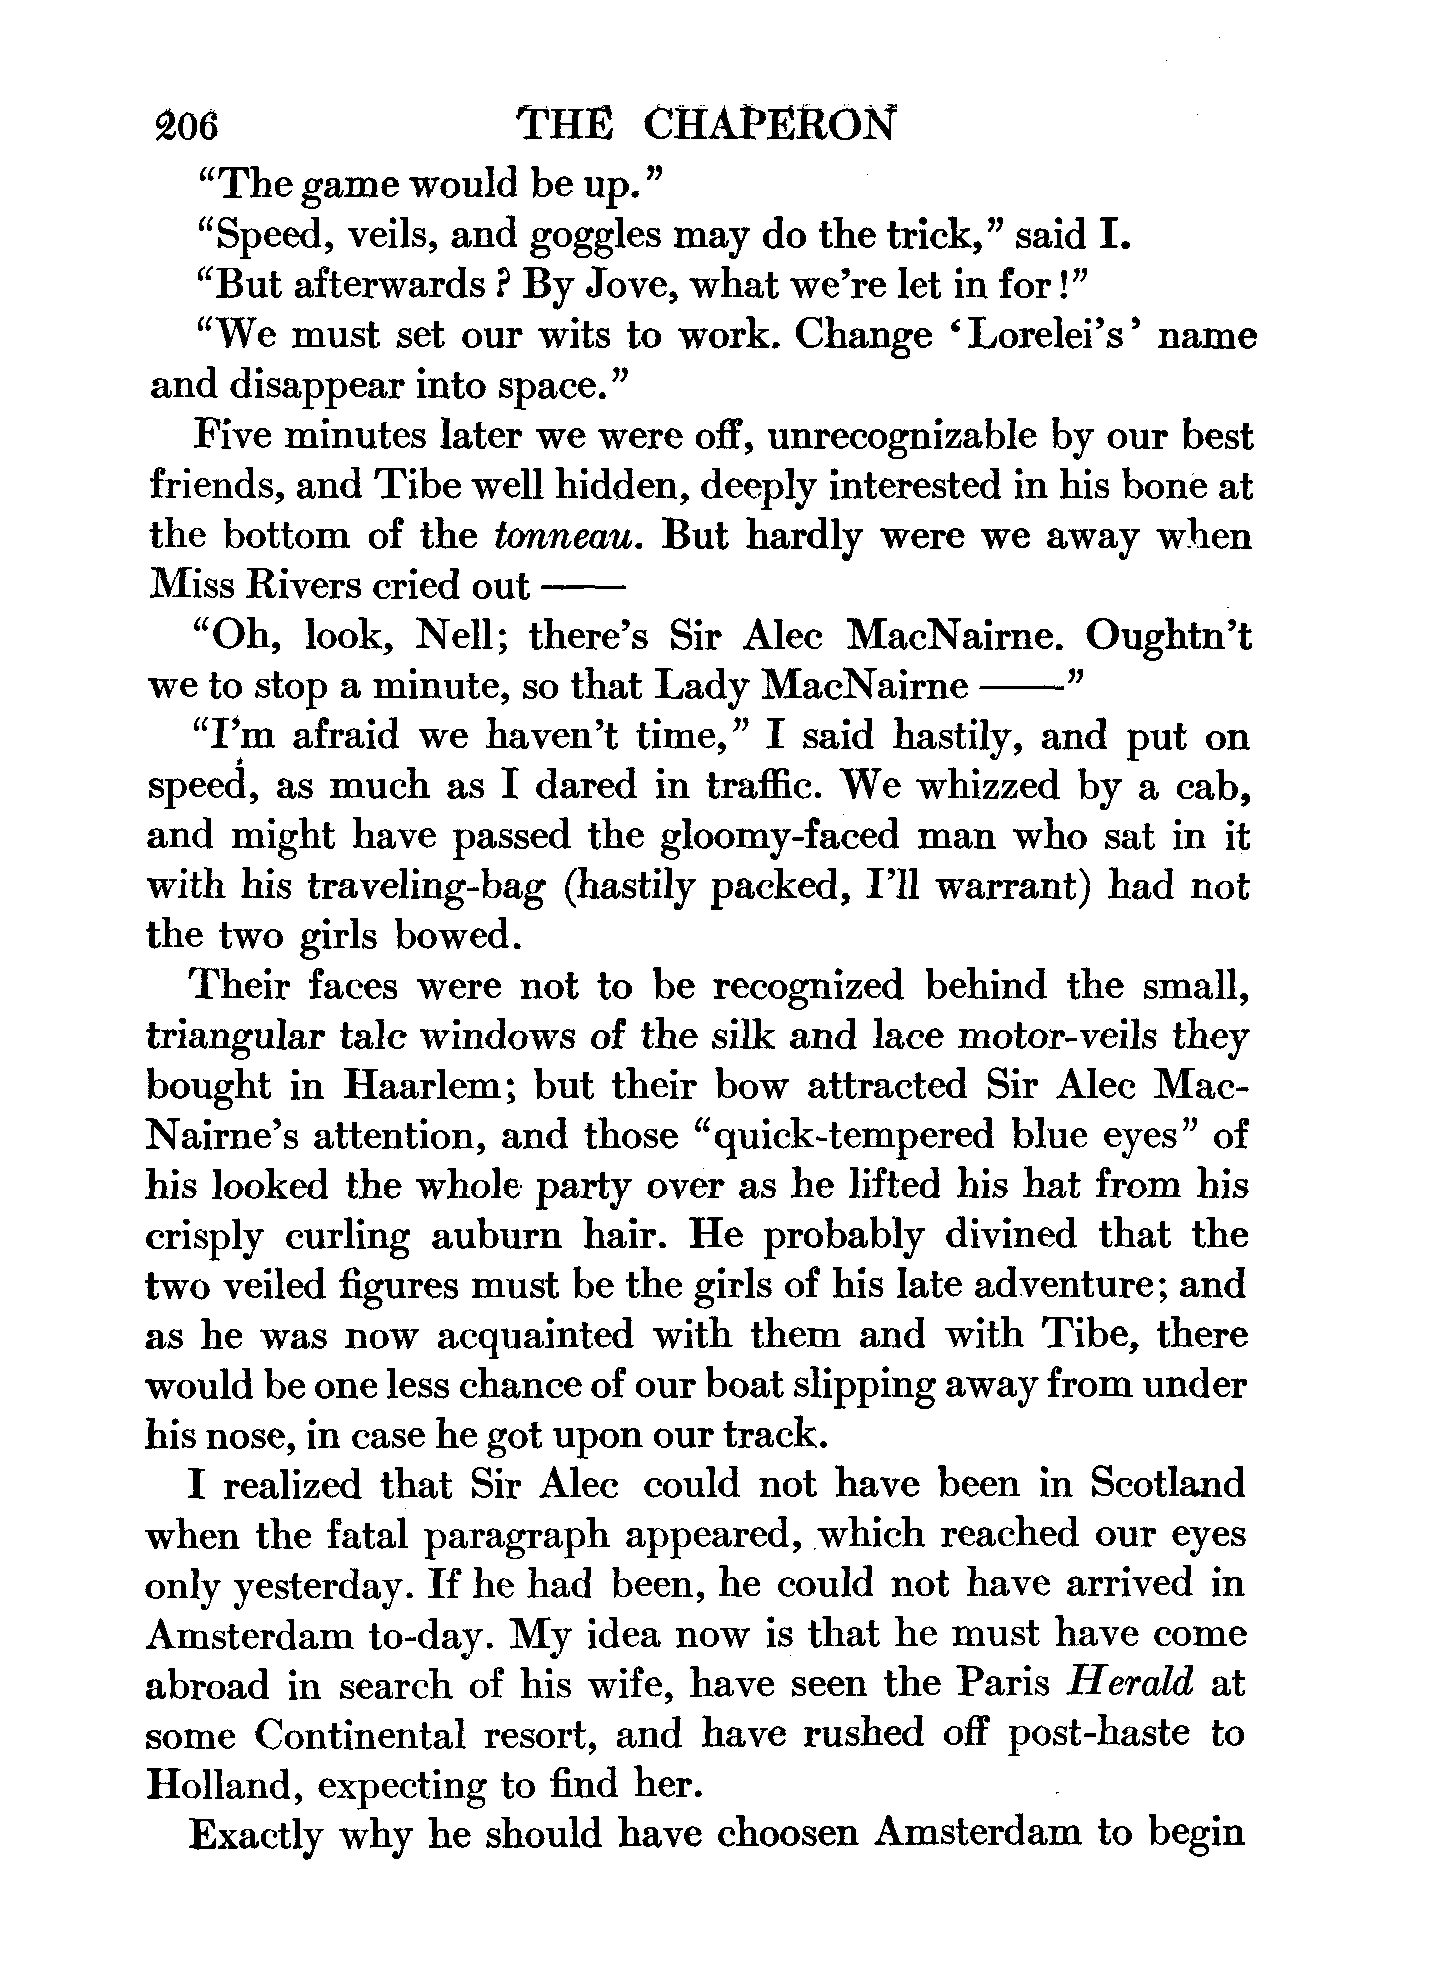 206 THE CHAPERON
“The game would be up.”
“Speed, veils, and goggles may do the trick,” said I.
“But afterwards ? By Jove, what we’re let in for !”
“We must set our wits to work. Change ‘Lorelei’s’ name
and disappear into space.”
Five minutes later we were off, unrecognizable by our best
friends, and Tibe well hidden, deeply interested in his bone at
the bottom of the tonneau. But hardly were we away when
Miss Rivers cried out ——
“Oh, look, Nell; there’s Sir Alec MacNairne. Oughtn’t
we to stop a minute, so that Lady MacNairne ——”
“I’m afraid we haven’t time,” I said hastily, and put on
speed, as much as I dared in traffic. We whizzed by a cab,
and might have passed the gloomy-faced man who sat in it
with his traveling-bag (hastily packed, I’ll warrant) had not
the two girls bowed.
Their faces were not to be recognized behind the small,
triangular talc windows of the silk and lace motor-veils they
bought in Haarlem; but their bow attracted Sir Alec Mac-
Nairne’s attention, and those “quick-tempered blue eyes” of
his looked the whole party over as he lifted his hat from his
crisply curling auburn hair. He probably divined that the
two veiled figures must be the girls of his late adventure; and
as he was now acquainted with them and with Tibe, there
would be one less chance of our boat slipping away from under
his nose, in case he got upon our track.
I realized that Sir Alec could not have been in Scotland
when the fatal paragraph appeared, which reached our eyes
only yesterday. If he had been, he could not have arrived in
Amsterdam to-day. My idea now is that he must have come
abroad in search of his wife, have seen the Paris Herald at
some Continental resort, and have rushed off post-haste to
Holland, expecting to find her.
Exactly why he should have choosen Amsterdam to begin